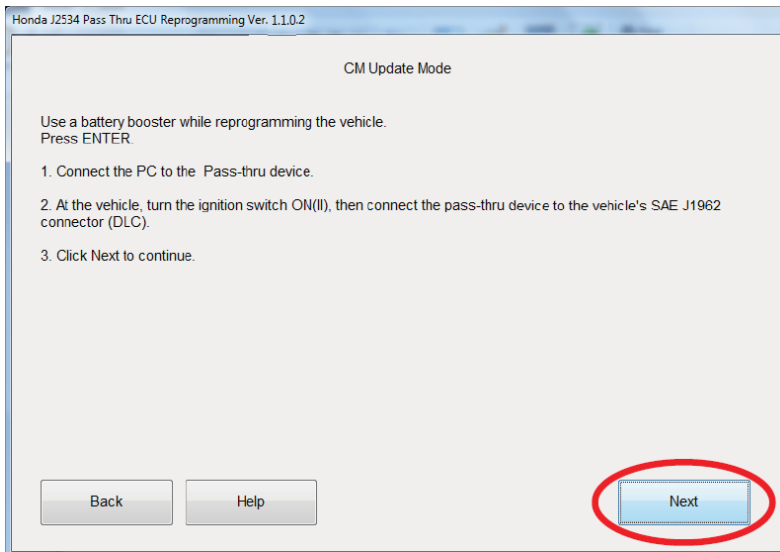 Honda J2534 Pass Thru ECU Reprogramming Ver. 1.1.0.2
CM Update Mode
Use a battery booster while reprogramming the vehicle.
Press ENTER.
1. Connect the PC to the Pass-thru device.
2. At the vehicle, turn the ignition switch ON(II), then connect the pass-thru device to the vehicle's SAE J1962
connector (DLC).
3. Click Next to continue.
Back
Help
Next